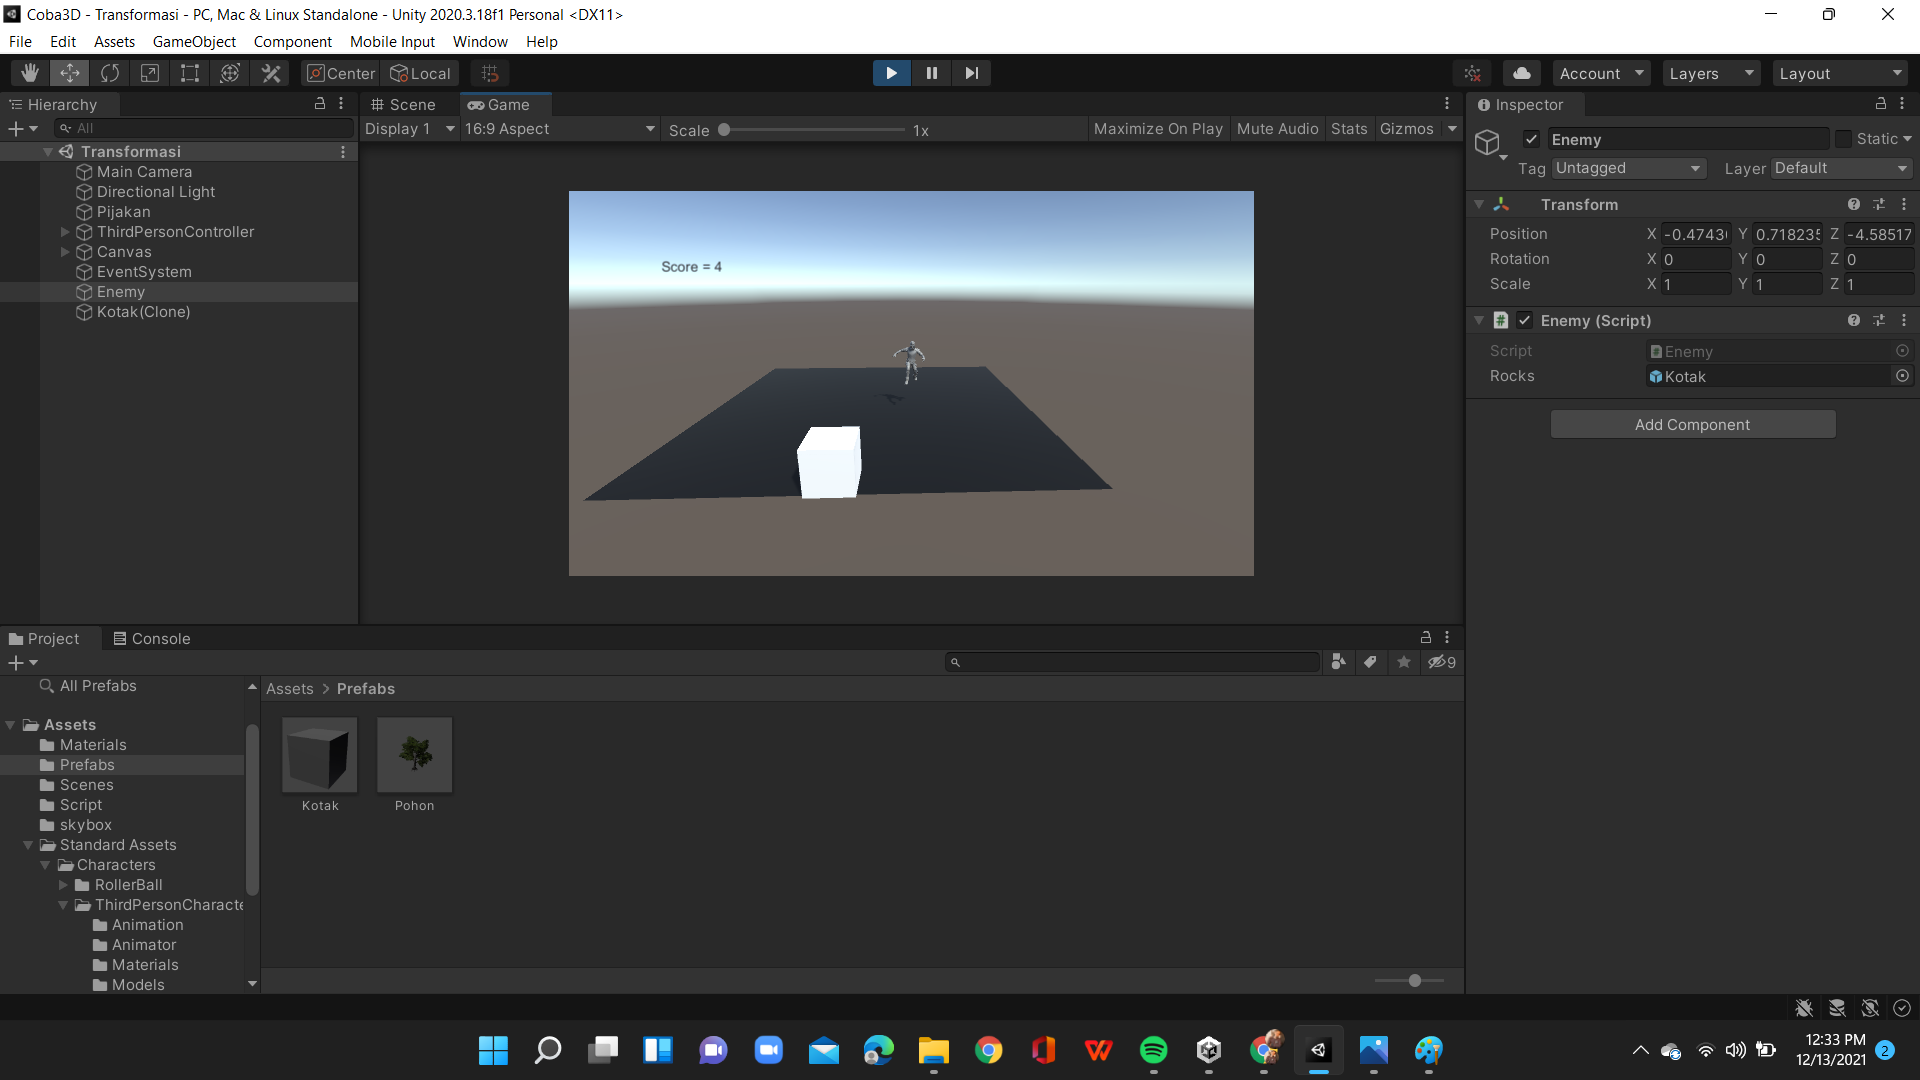 Coba3D - Transformasi - PC, Mac & Linux Standalone - Unity 2020.3.18f1 Personal <DX11>
File Edit Assets GameObject Component Mobile Input Window Help
Center Local Account Layers Layout
Hierarchy
All
Transformasi
Main Camera
Directional Light
Pijakan
ThirdPersonController
Canvas
EventSystem
Enemy
Kotak(Clone)
Scene Game
Display 1 16:9 Aspect Scale 1x Maximize On Play Mute Audio Stats Gizmos
Score = 4
Inspector
Enemy Static
Tag Untagged Layer Default
Transform
Position X -0.4743 Y 0.718235 Z -4.58517
Rotation X 0 Y 0 Z 0
Scale X 1 Y 1 Z 1
Enemy (Script)
Script Enemy
Rocks Kotak
Add Component
Project Console
9
All Prefabs
Assets
Materials
Prefabs
Scenes
Script
skybox
Standard Assets
Characters
RollerBall
ThirdPersonCharacte
Animation
Animator
Materials
Models
Assets > Prefabs
Kotak Pohon
12:33 PM
12/13/2021
2